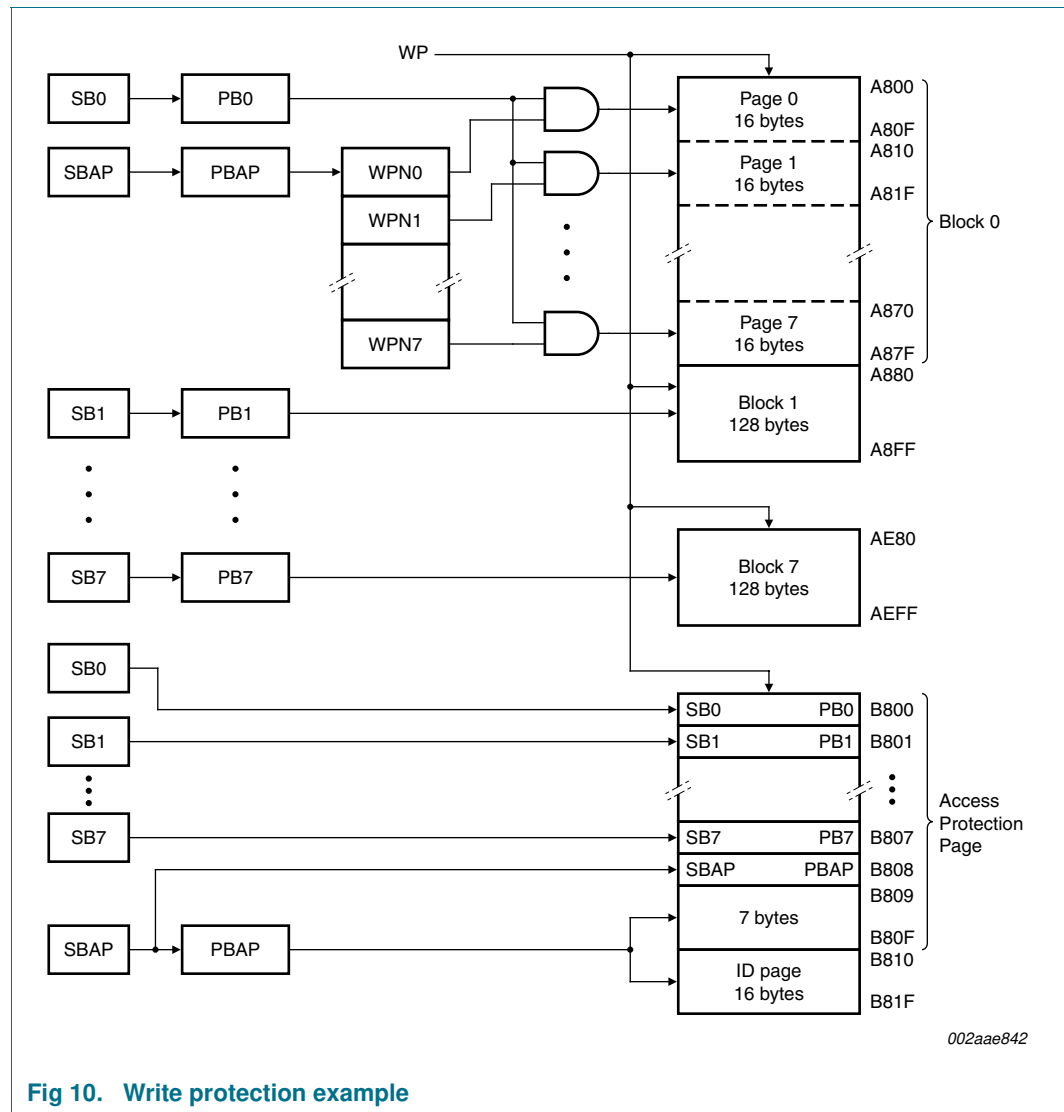 WP
SB0
PB0
SBAP
PBAP
WPN0
WPN1
WPN7
Page 0
16 bytes
A800
A80F
Page 1
16 bytes
A810
A81F
Block 0
Page 7
16 bytes
A870
A87F
SB1
PB1
Block 1
128 bytes
A880
A8FF
SB7
PB7
Block 7
128 bytes
AE80
AEFF
SB0
SB0 PB0 B800
SB1
SB1 PB1 B801
SB7
SB7 PB7 B807
SBAP PBAP B808
Access
Protection
Page
B809
7 bytes
B80F
SBAP
PBAP
B810
ID page
16 bytes
B81F
002aae842
Fig 10. Write protection example